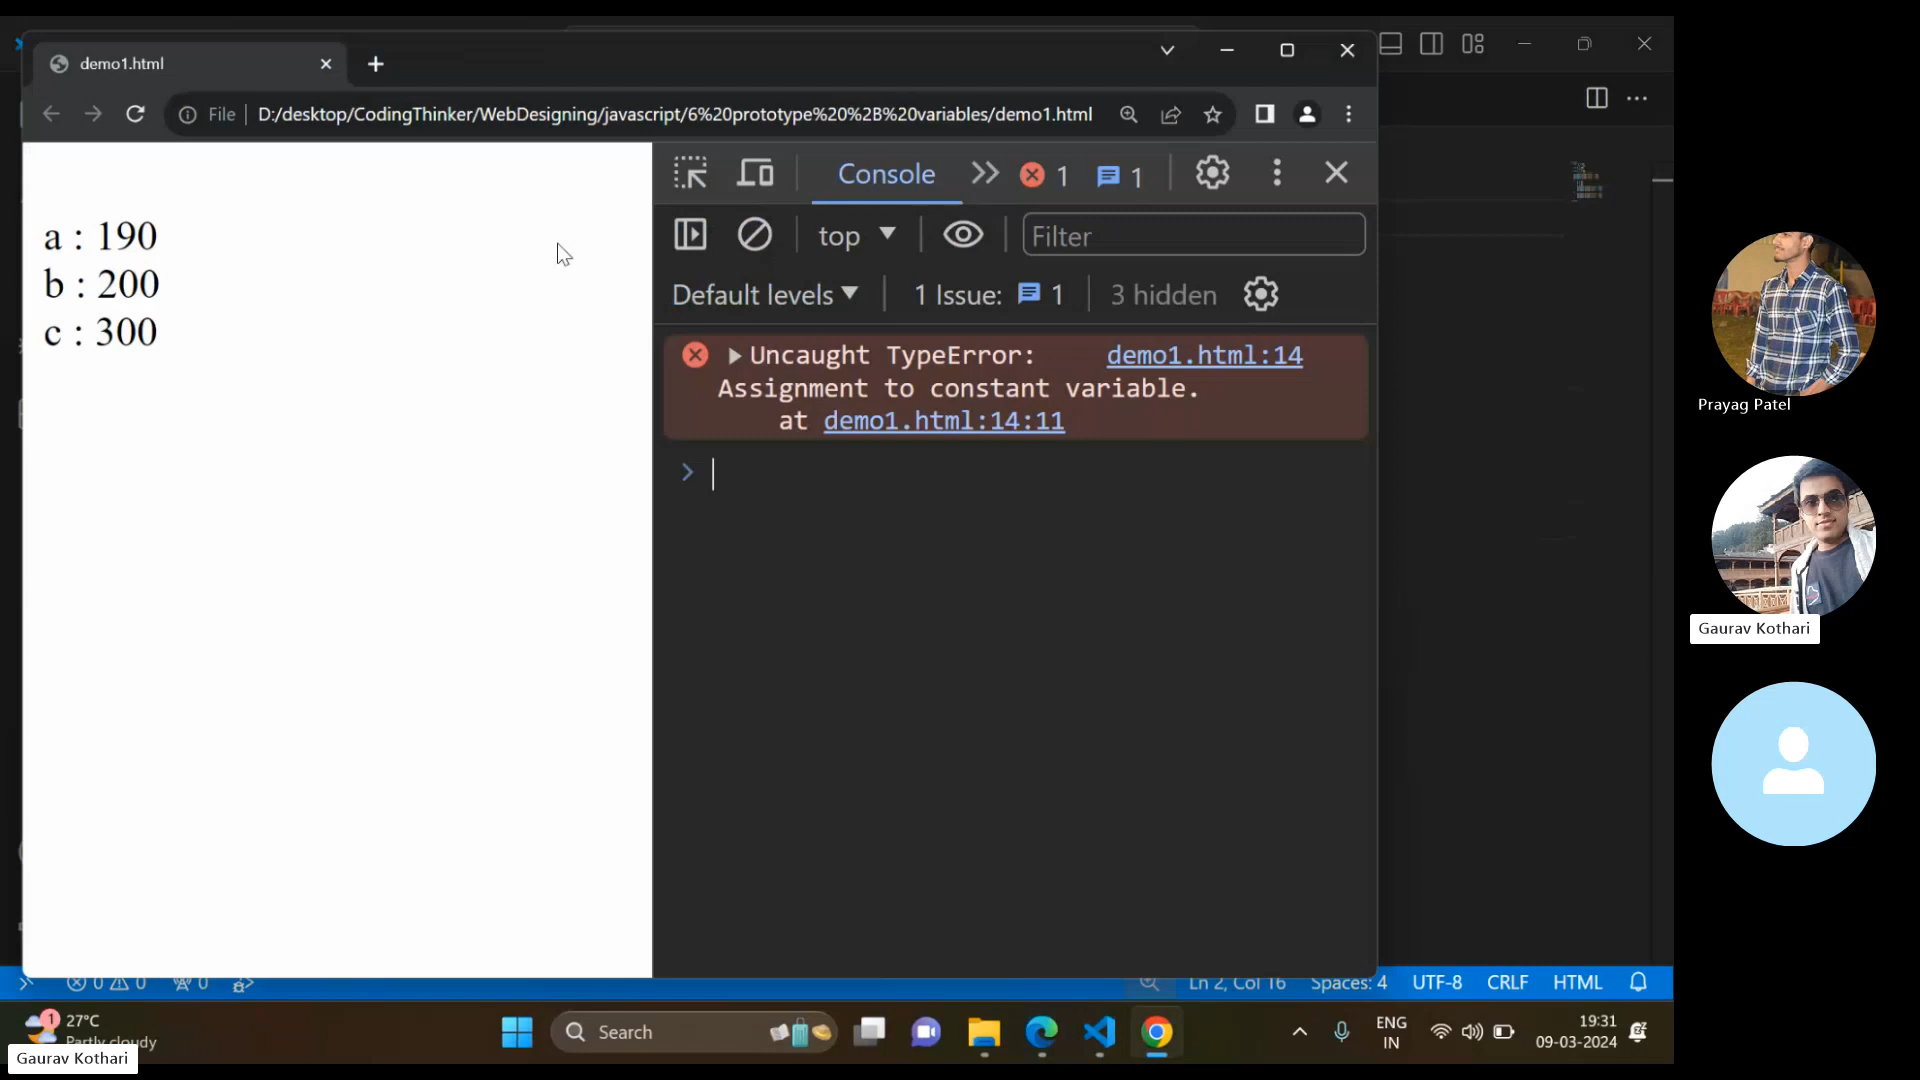 demo1.html
File
D:/desktop/CodingThinker/WebDesigning/javascript/6%20prototype%20%2B%20variables/demo1.html
a : 190
b : 200
c : 300
Console
1
1
top
Filter
Default levels
1 Issue:
1
3 hidden
Uncaught TypeError: demo1.html:14
Assignment to constant variable.
at demo1.html:14:11
Prayag Patel
Gaurav Kothari
0
0
0
Ln 2, Col 16
Spaces: 4
UTF-8
CRLF
HTML
1
27°C
Partly cloudy
Search
ENG
IN
19:31
09-03-2024
Gaurav Kothari